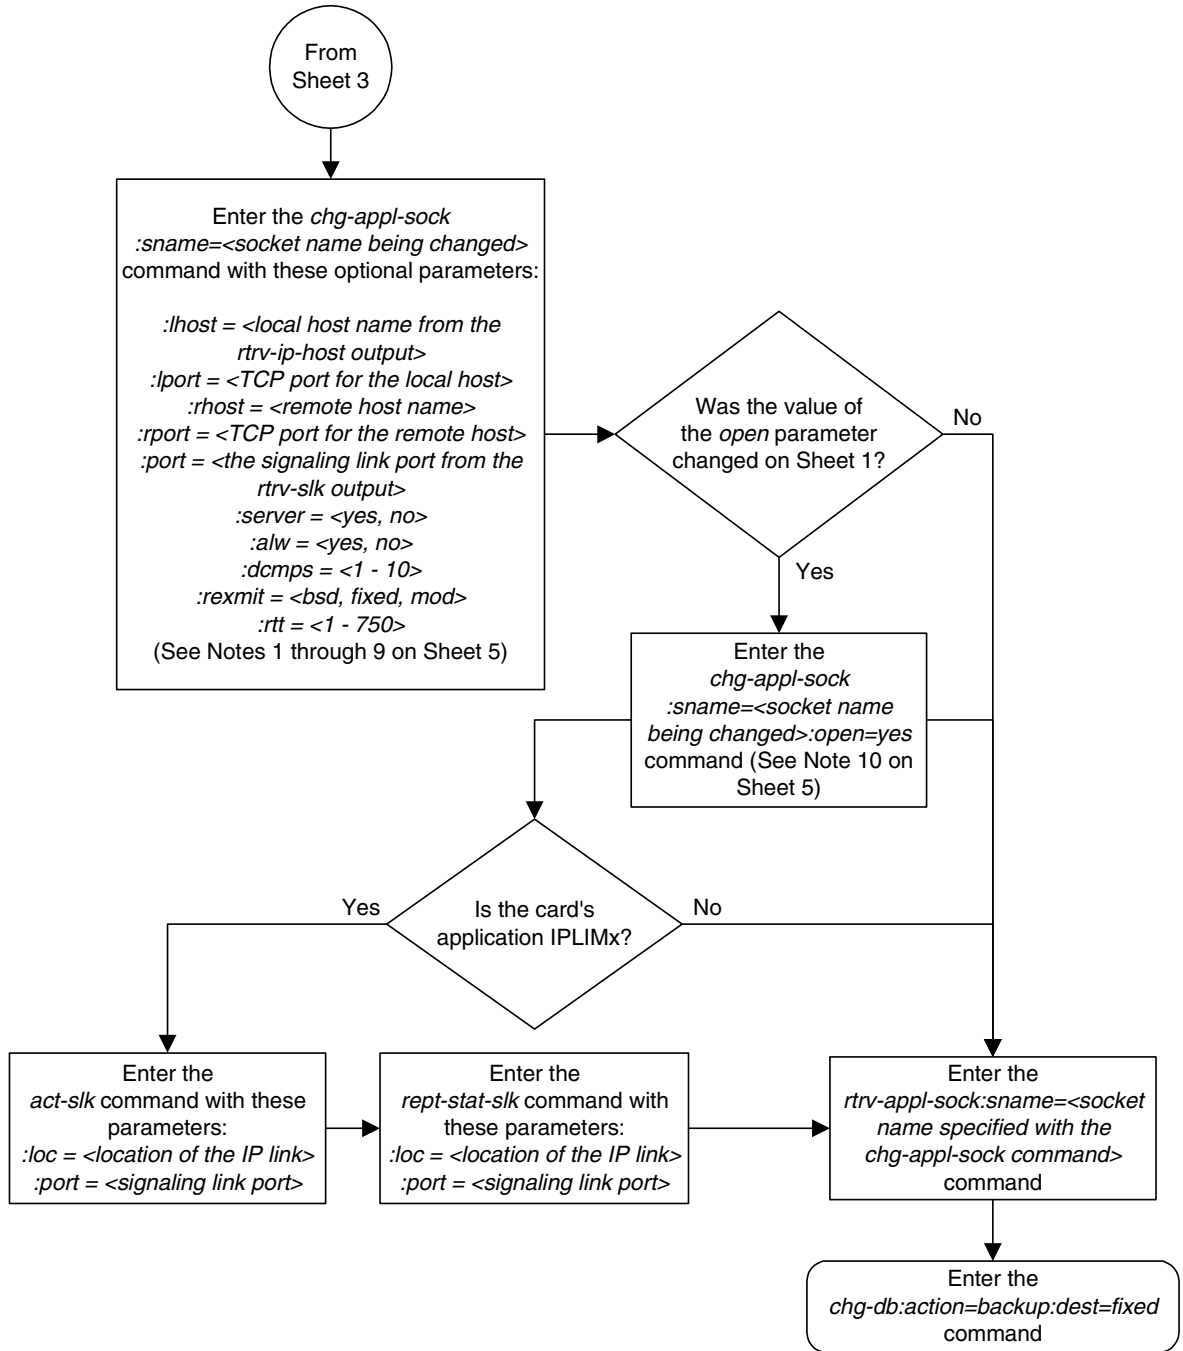 From
Sheet 3
Enter the chg-appl-sock
:sname=<socket name being changed>
command with these optional parameters:
:lhost = <local host name from the
rtrv-ip-host output>
:lport = <TCP port for the local host>
:rhost = <remote host name>
:rport = <TCP port for the remote host>
:port = <the signaling link port from the
rtrv-slk output>
:server = <yes, no>
:alw = <yes, no>
:dcmps = <1 - 10>
:rexmit = <bsd, fixed, mod>
:rtt = <1 - 750>
(See Notes 1 through 9 on Sheet 5)
Was the value of
the open parameter
changed on Sheet 1?
No
Yes
Enter the
chg-appl-sock
:sname=<socket name
being changed>:open=yes
command (See Note 10 on
Sheet 5)
Is the card's
application IPLIMx?
Yes
No
Enter the
act-slk command with these
parameters:
:loc = <location of the IP link>
:port = <signaling link port>
Enter the
rept-stat-slk command with
these parameters:
:loc = <location of the IP link>
:port = <signaling link port>
Enter the
rtrv-appl-sock:sname=<socket
name specified with the
chg-appl-sock command>
command
Enter the
chg-db:action=backup:dest=fixed
command